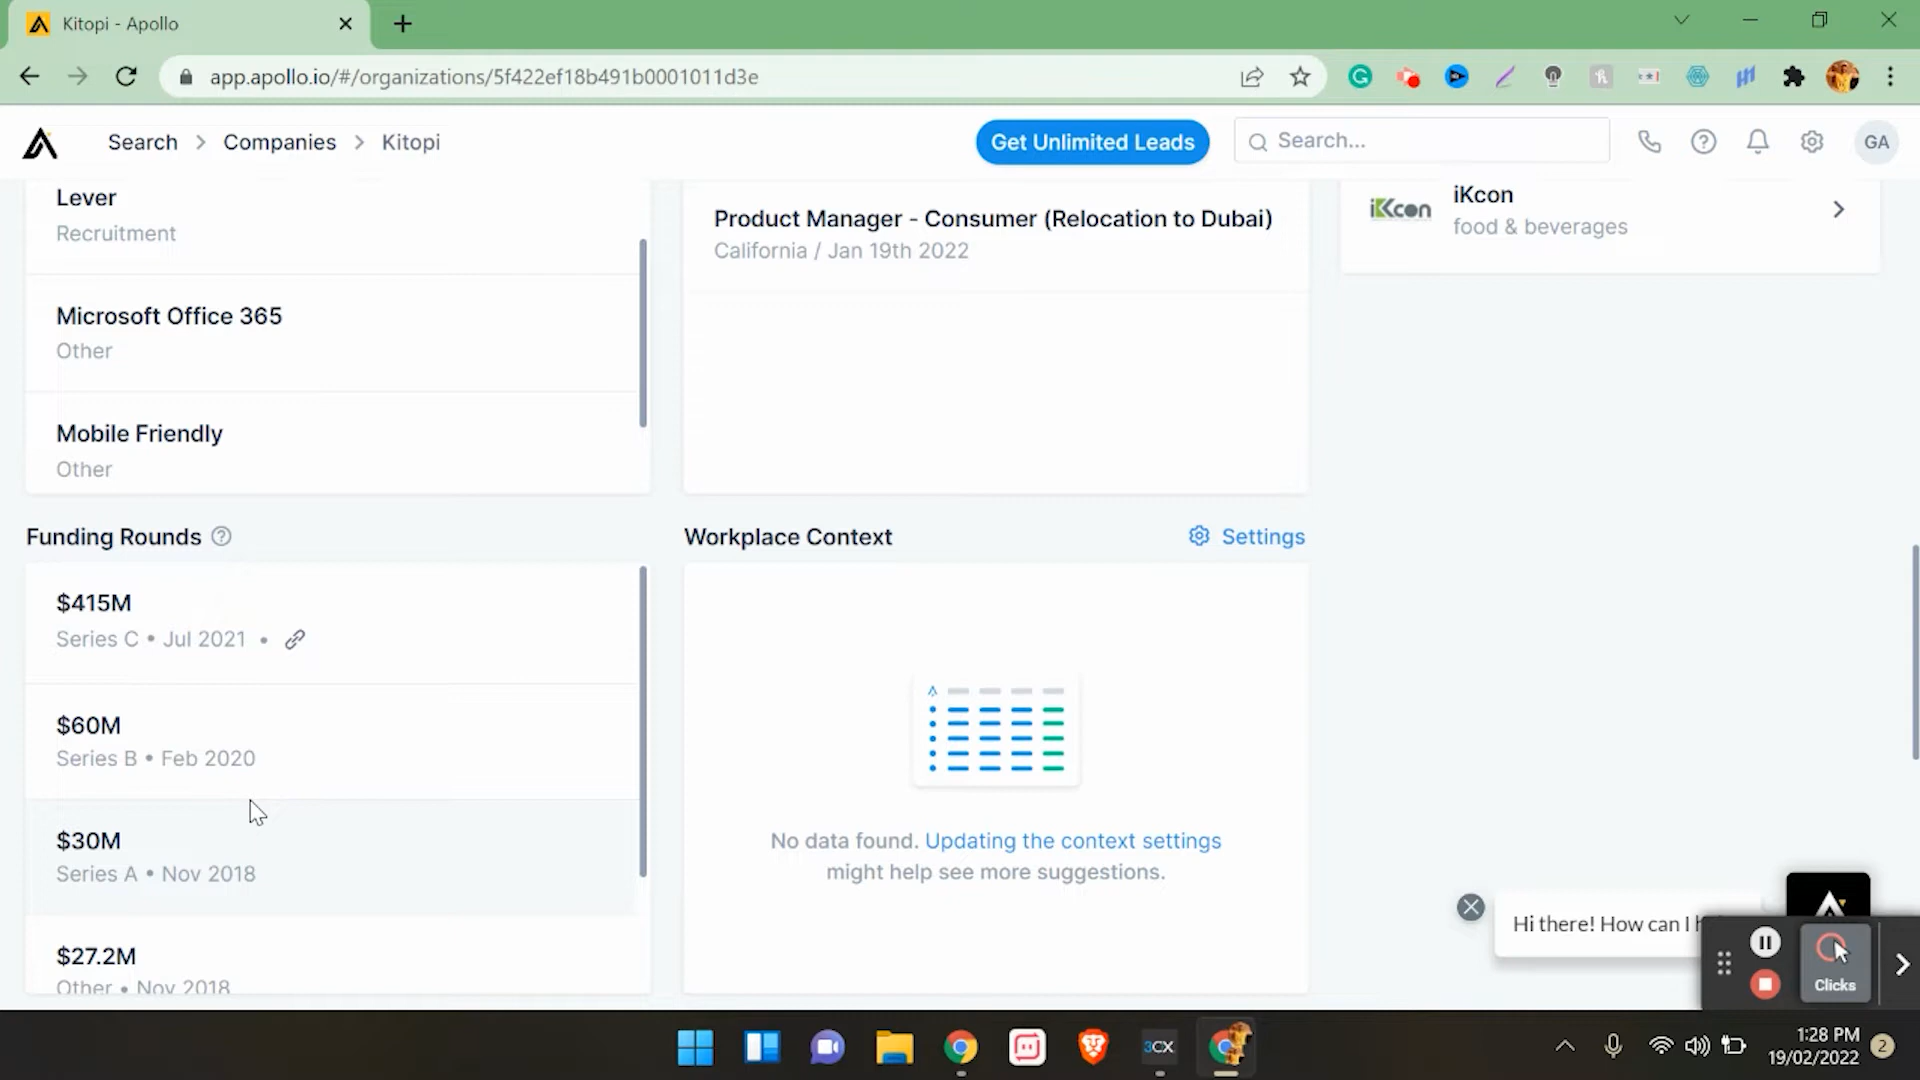 Kitopi - Apollo
app.apollo.io/#/organizations/5f422ef18b491b0001011d3e
Search > Companies > Kitopi
Get Unlimited Leads
Search...
GA
Lever
Recruitment
Microsoft Office 365
Other
Mobile Friendly
Other
Product Manager - Consumer (Relocation to Dubai)
California / Jan 19th 2022
iKcon
iKcon
food & beverages
Funding Rounds
$415M
Series C • Jul 2021 •
$60M
Series B • Feb 2020
$30M
Series A • Nov 2018
$27.2M
Other • Nov 2018
Workplace Context
Settings
No data found. Updating the context settings
might help see more suggestions.
Hi there! How can I
Clicks
3CX
1:28 PM
19/02/2022
2